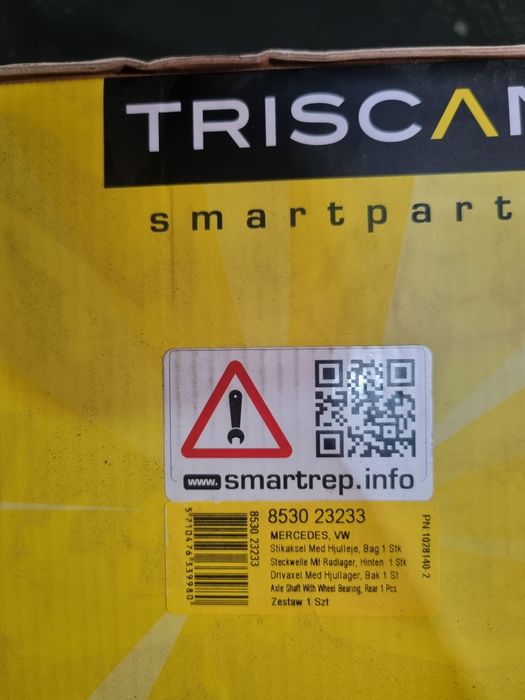 TRISCAN
smartpart
www. smartrep.info
8530 23233
MERCEDES, VW
Stikaksel Med Hjulleje, Bag 1 Stk
Steckwelle Mit Radlager, Hinten 1 Stk
Drivaxel Med Hjullager, Bak 1 St
Axle Shaft With Wheel Bearing, Rear 1 Pcs
Zestaw 1 Szt
5710476339980
8530 23233
PN 1028140-2